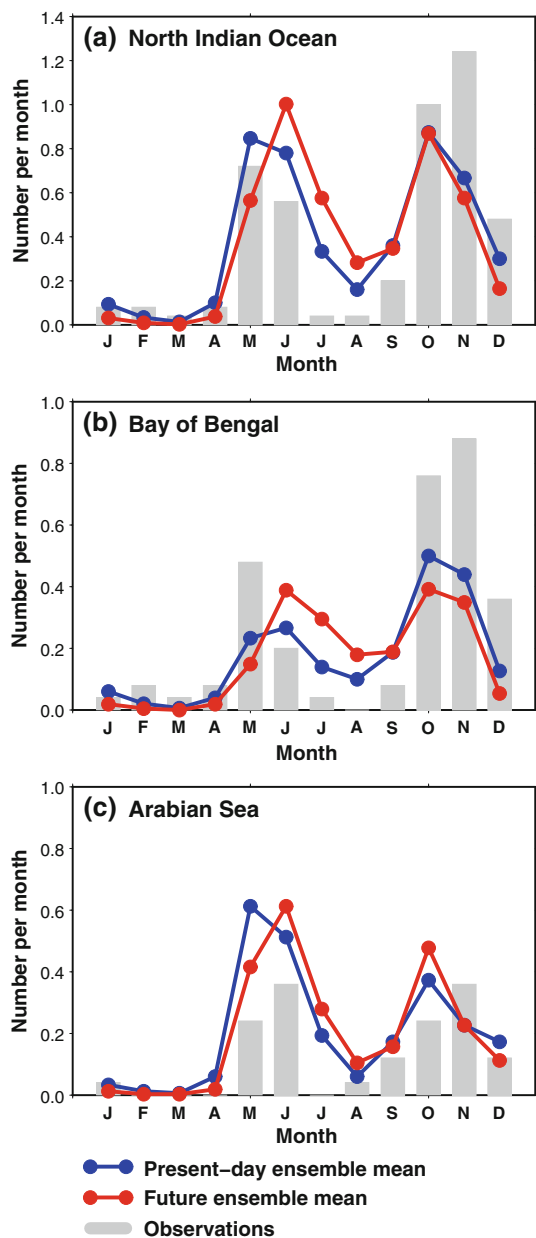 (a) North Indian Ocean
Number per month
1.4
1.2
1.0
0.8
0.6
0.4
0.2
0.0
J F M A M J J A S O N D
Month
(b) Bay of Bengal
Number per month
1.0
0.8
0.6
0.4
0.2
0.0
J F M A M J J A S O N D
Month
(c) Arabian Sea
Number per month
1.0
0.8
0.6
0.4
0.2
0.0
J F M A M J J A S O N D
Month
Present-day ensemble mean
Future ensemble mean
Observations